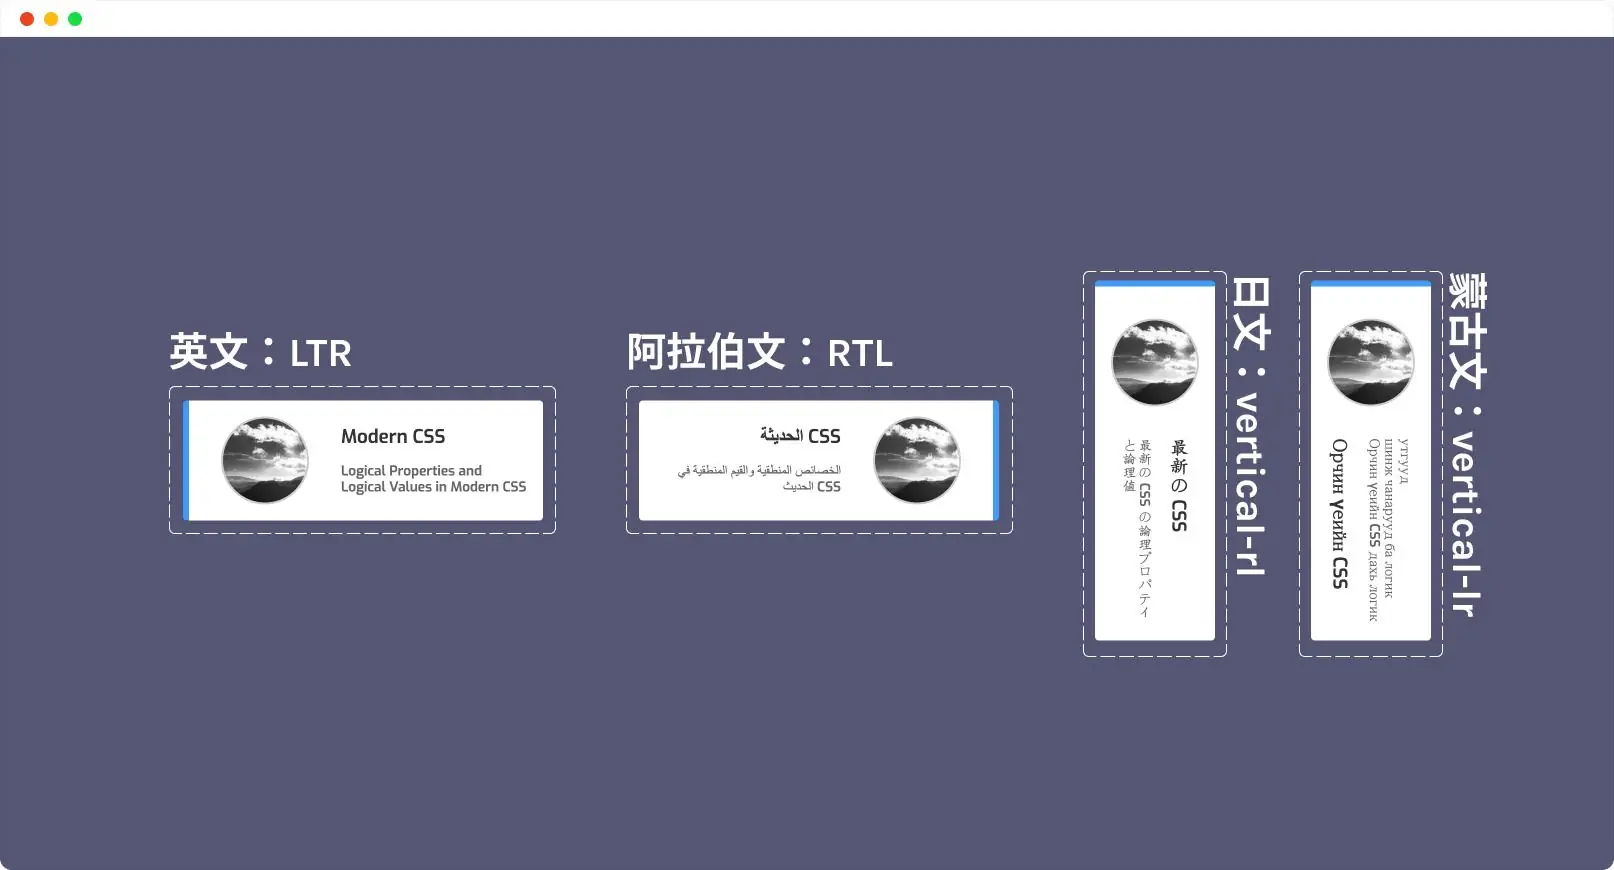 英文：LTR
Modern CSS
Logical Properties and
Logical Values in Modern CSS
阿拉伯文：RTL
CSS الحديثة
الخصائص المنطقية والقيم المنطقية في
CSS الحديث
日文：vertical-rl
最新の CSS
最新の CSS の論理プロパティ
と論理値
蒙古文：vertical-lr
Орчин үеийн CSS
Орчин үеийн CSS дахь логик
шинж чанарууд ба логик
утгууд